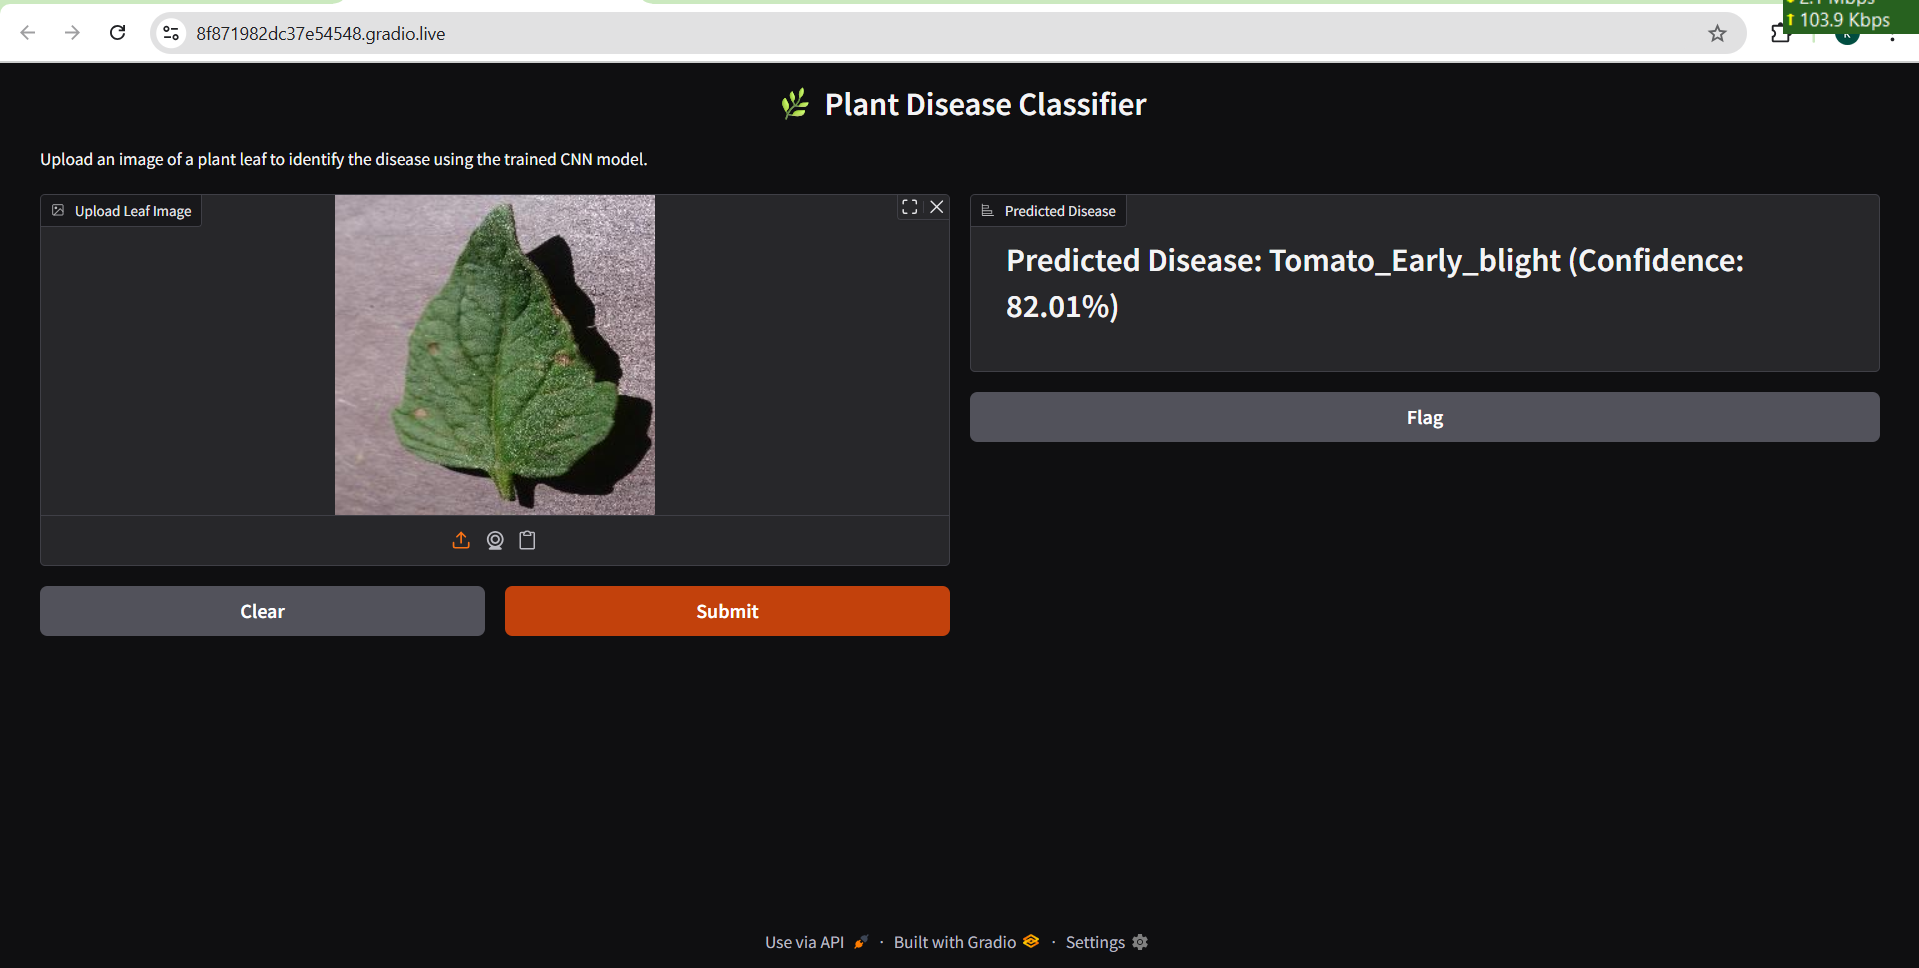 8f871982dc37e54548.gradio.live
103.9 Kbps
Plant Disease Classifier
Upload an image of a plant leaf to identify the disease using the trained CNN model.
Upload Leaf Image
Predicted Disease
Predicted Disease: Tomato_Early_blight (Confidence:
82.01%)
Flag
Clear
Submit
Use via API · Built with Gradio · Settings